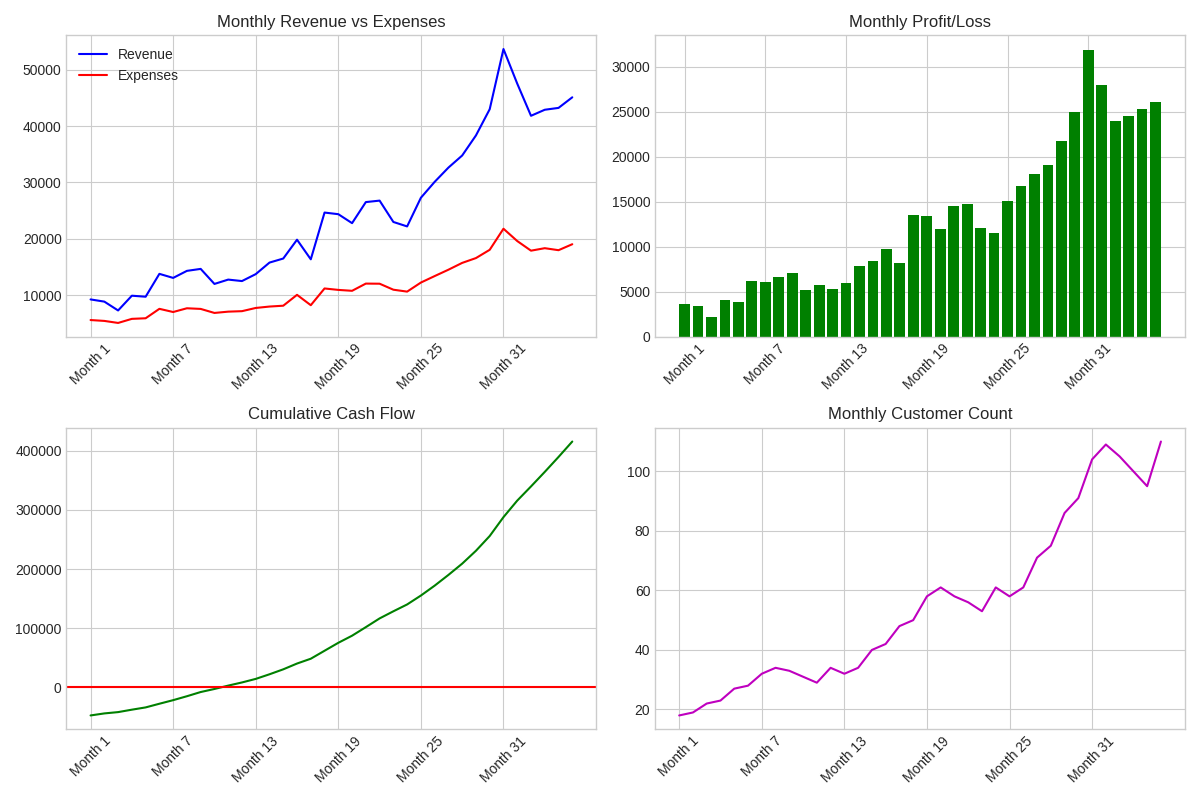 Monthly Revenue vs Expenses
Revenue
Expenses
50000
40000
30000
20000
10000
Month 1
Month 7
Month 13
Month 19
Month 25
Month 31
Monthly Profit/Loss
30000
25000
20000
15000
10000
5000
0
Month 1
Month 7
Month 13
Month 19
Month 25
Month 31
Cumulative Cash Flow
400000
300000
200000
100000
0
Month 1
Month 7
Month 13
Month 19
Month 25
Month 31
Monthly Customer Count
100
80
60
40
20
Month 1
Month 7
Month 13
Month 19
Month 25
Month 31